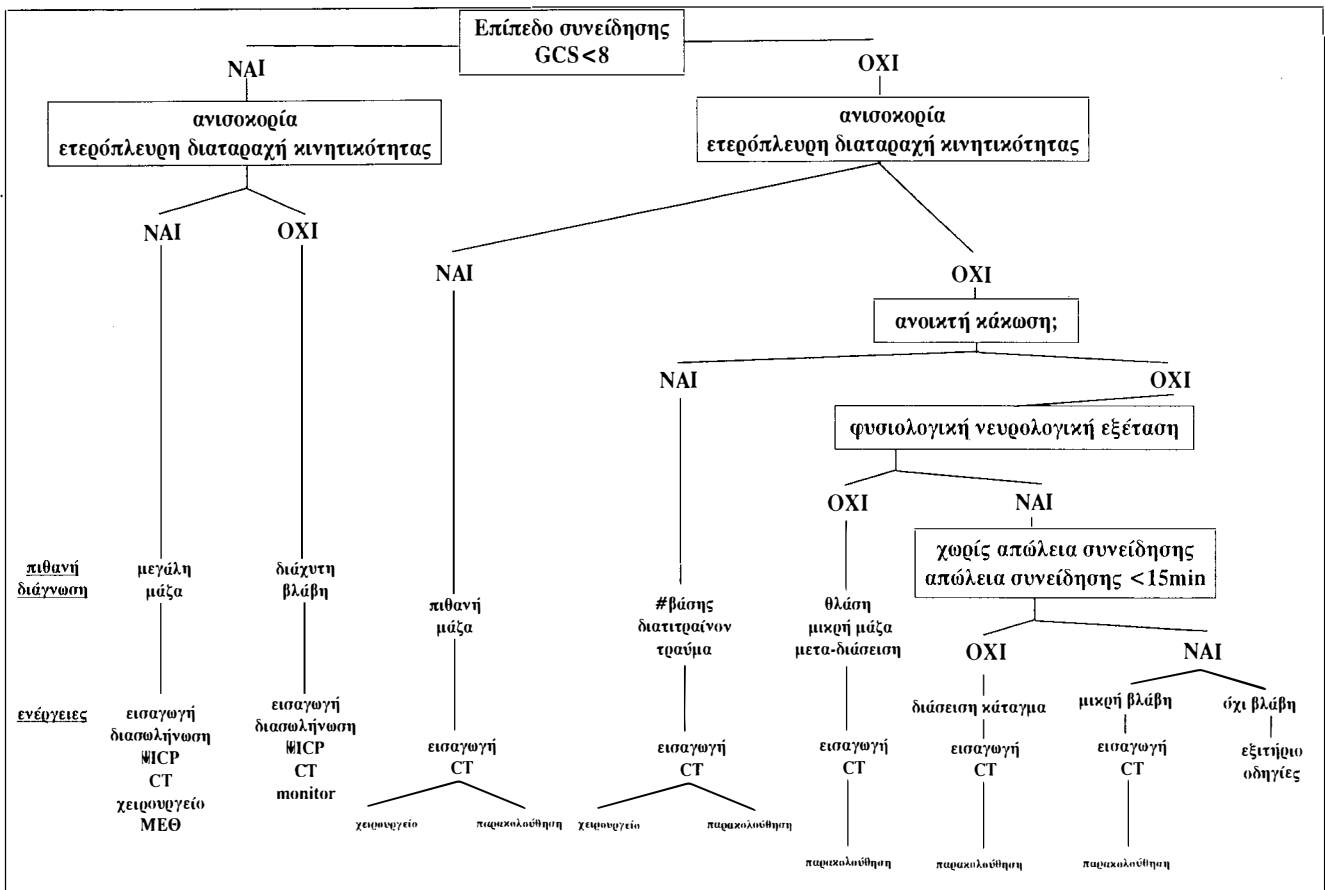 Επίπεδο συνείδησης
GCS<8
ΝΑΙ
ΟΧΙ
ανισοκορία
ετερόπλευρη διαταραχή κινητικότητας
ανισοκορία
ετερόπλευρη διαταραχή κινητικότητας
ΝΑΙ
ΟΧΙ
ΝΑΙ
ΟΧΙ
ανοικτή κάκωση;
ΝΑΙ
ΟΧΙ
φυσιολογική νευρολογική εξέταση
ΟΧΙ
ΝΑΙ
χωρίς απώλεια συνείδησης
απώλεια συνείδησης <15min
ΟΧΙ
ΝΑΙ
πιθανή
διάγνωση
μεγάλη
μάζα
διάχυτη
βλάβη
πιθανή
μάζα
#βάσης
διατιτραίνον
τραύμα
θλάση
μικρή μάζα
μετα-διάσειση
διάσειση κάταγμα
μικρή βλάβη
όχι βλάβη
ενέργειες
εισαγωγή
διασωλήνωση
ICP
CT
χειρουργείο
ΜΕΘ
εισαγωγή
διασωλήνωση
ICP
CT
monitor
εισαγωγή
CT
χειρουργείο
παρακολούθηση
εισαγωγή
CT
χειρουργείο
παρακολούθηση
εισαγωγή
CT
παρακολούθηση
εισαγωγή
CT
παρακολούθηση
εισαγωγή
CT
παρακολούθηση
εξιτήριο
οδηγίες